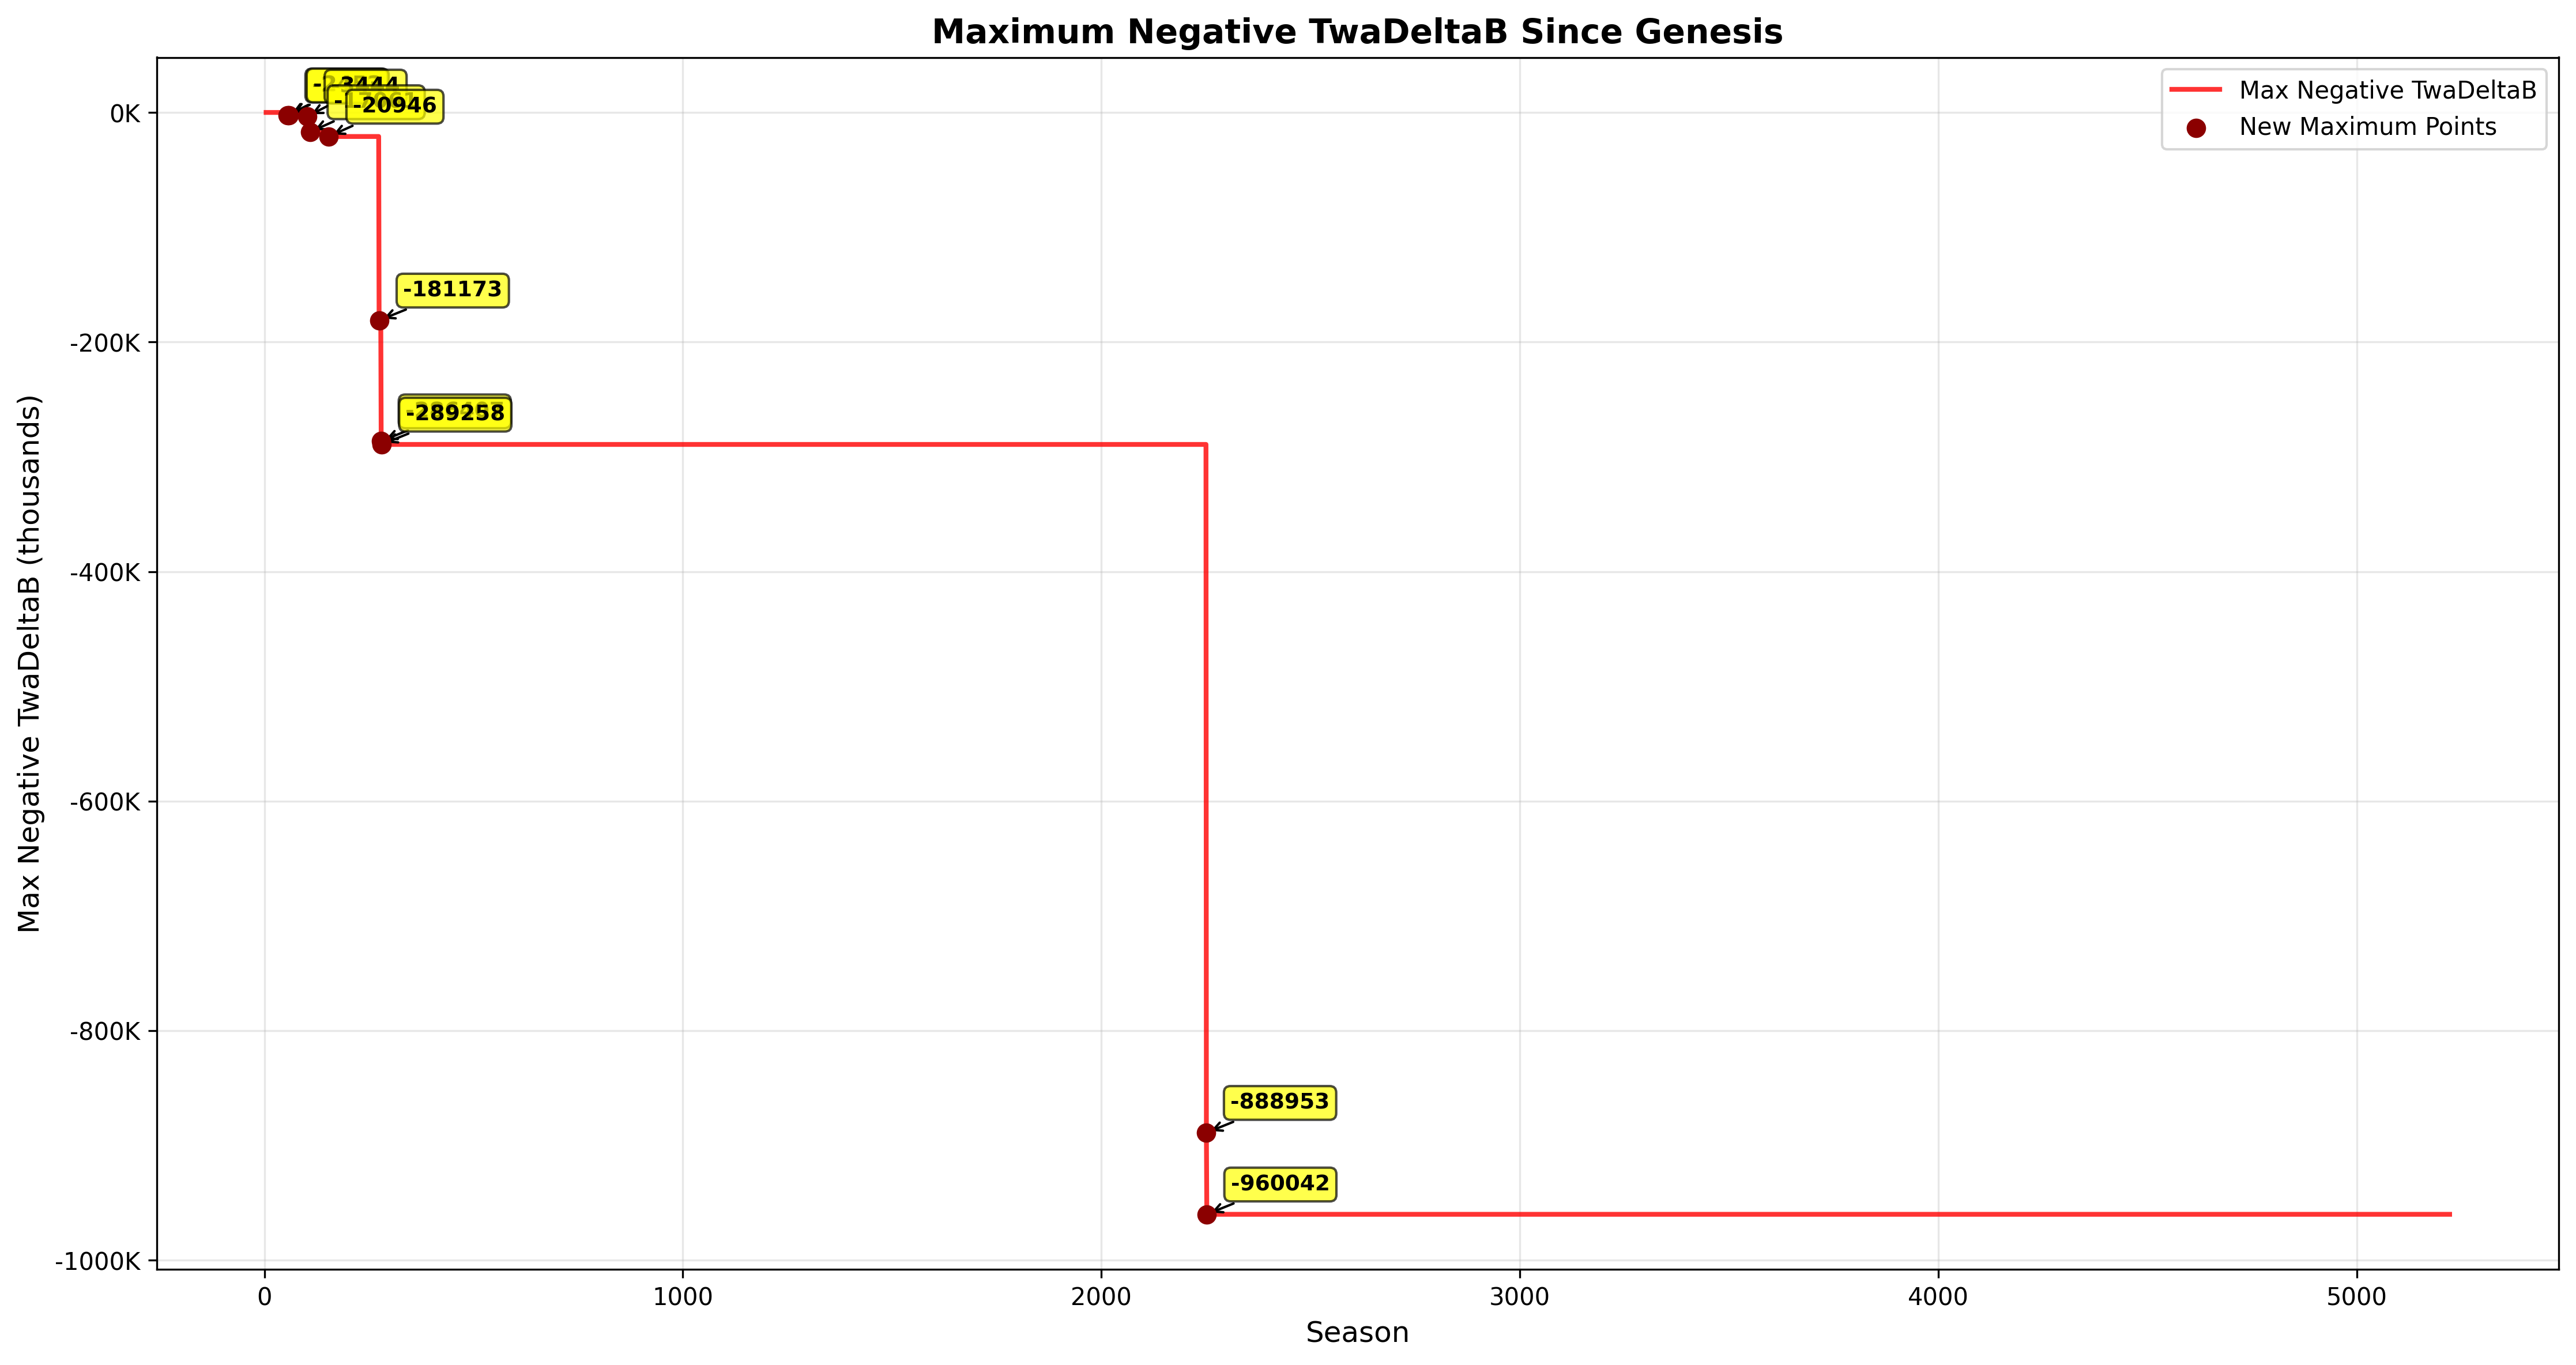 Maximum Negative TwaDeltaB Since Genesis
Max Negative TwaDeltaB
New Maximum Points
Max Negative TwaDeltaB (thousands)
0K
-200K
-400K
-600K
-800K
-1000K
-3444
-20946
-181173
-289258
-888953
-960042
0
1000
2000
3000
4000
5000
Season